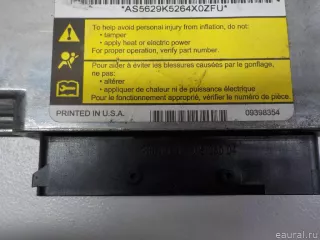 *AS5629K5264X0ZFU*
To avoid personal injury from inflation, do not:
• tamper
• apply heat or electric power
For proper operation, verify part number.
Pour aider à éviter les blessures causées par le gonflage,
ne pas:
• altérer
• appliquer de chaleur ni de puissance électrique
Pour le fonctionnement approprié, vérifier le numéro de pièce.
PRINTED IN U.S.A.
09398354
eaural.ru